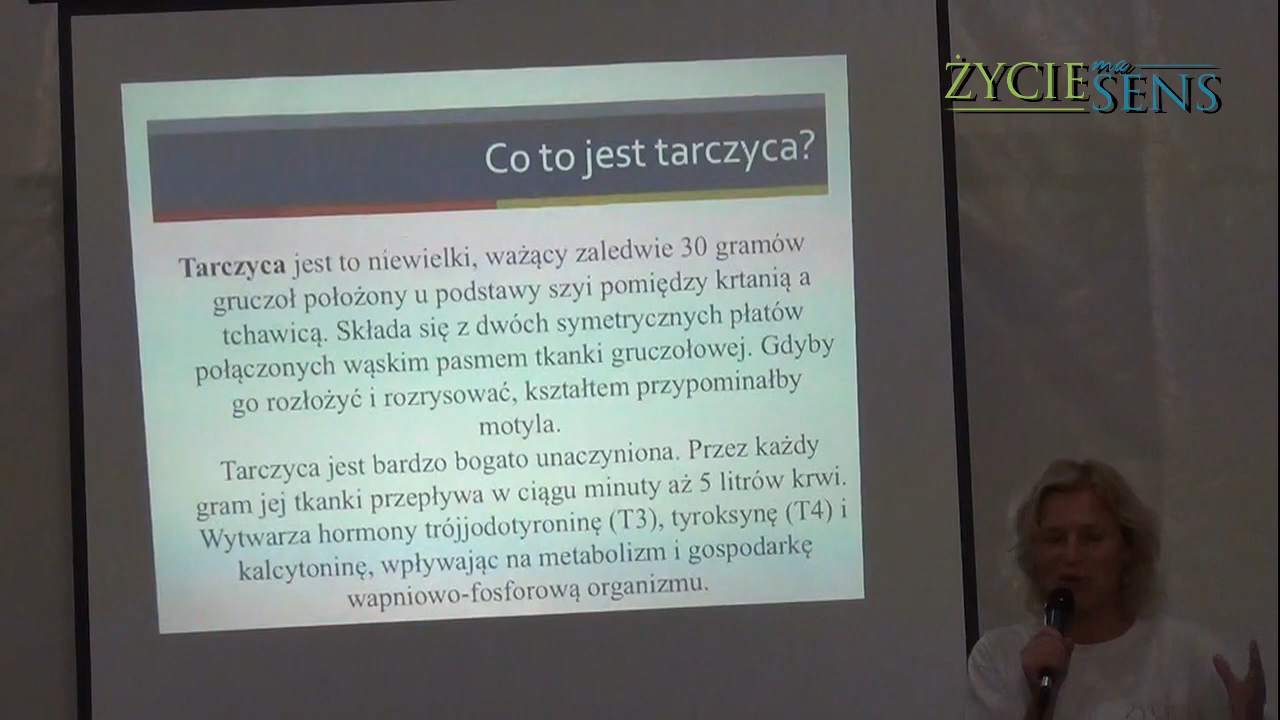 ŻYCIE ma SENS
Co to jest tarczyca?
Tarczyca jest to niewielki, ważący zaledwie 30 gramów
gruczoł położony u podstawy szyi pomiędzy krtanią a
tchawicą. Składa się z dwóch symetrycznych płatów
połączonych wąskim pasmem tkanki gruczołowej. Gdyby
go rozłożyć i rozrysować, kształtem przypominałby
motyla.
Tarczyca jest bardzo bogato unaczyniona. Przez każdy
gram jej tkanki przepływa w ciągu minuty aż 5 litrów krwi.
Wytwarza hormony trójjodotyroninę (T3), tyroksynę (T4) i
kalcytoninę, wpływając na metabolizm i gospodarkę
wapniowo-fosforową organizmu.